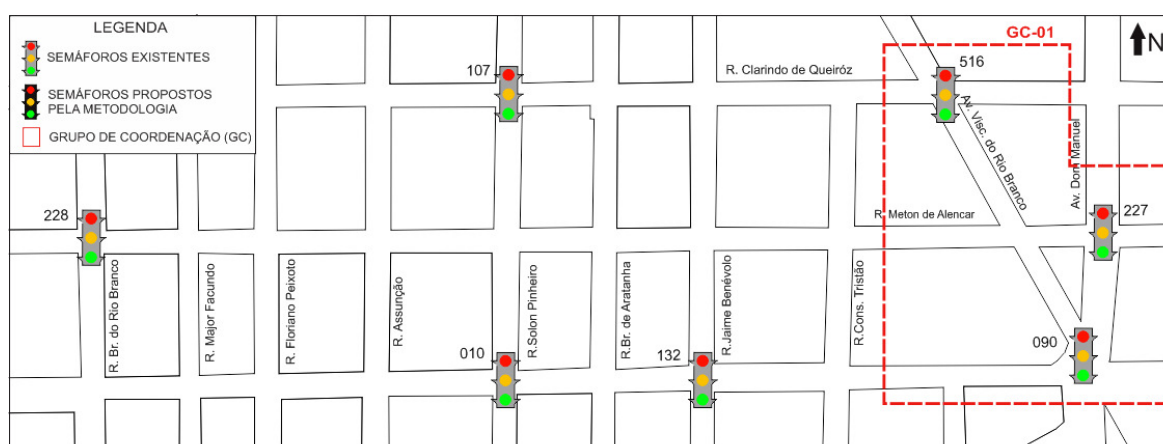 LEGENDA
SEMÁFOROS EXISTENTES
SEMÁFOROS PROPOSTOS
PELA METODOLOGIA
GRUPO DE COORDENAÇÃO (GC)
GC-01
N
107
R. Clarindo de Queiróz
516
Av. Visc. do Rio Branco
Av. Dom Manuel
228
R. Meton de Alencar
227
R. Br. do Rio Branco
R. Major Facundo
R. Floriano Peixoto
R. Assunção
R.Solon Pinheiro
R.Br. de Aratanha
R.Jaime Benévolo
R.Cons. Tristão
010
132
090